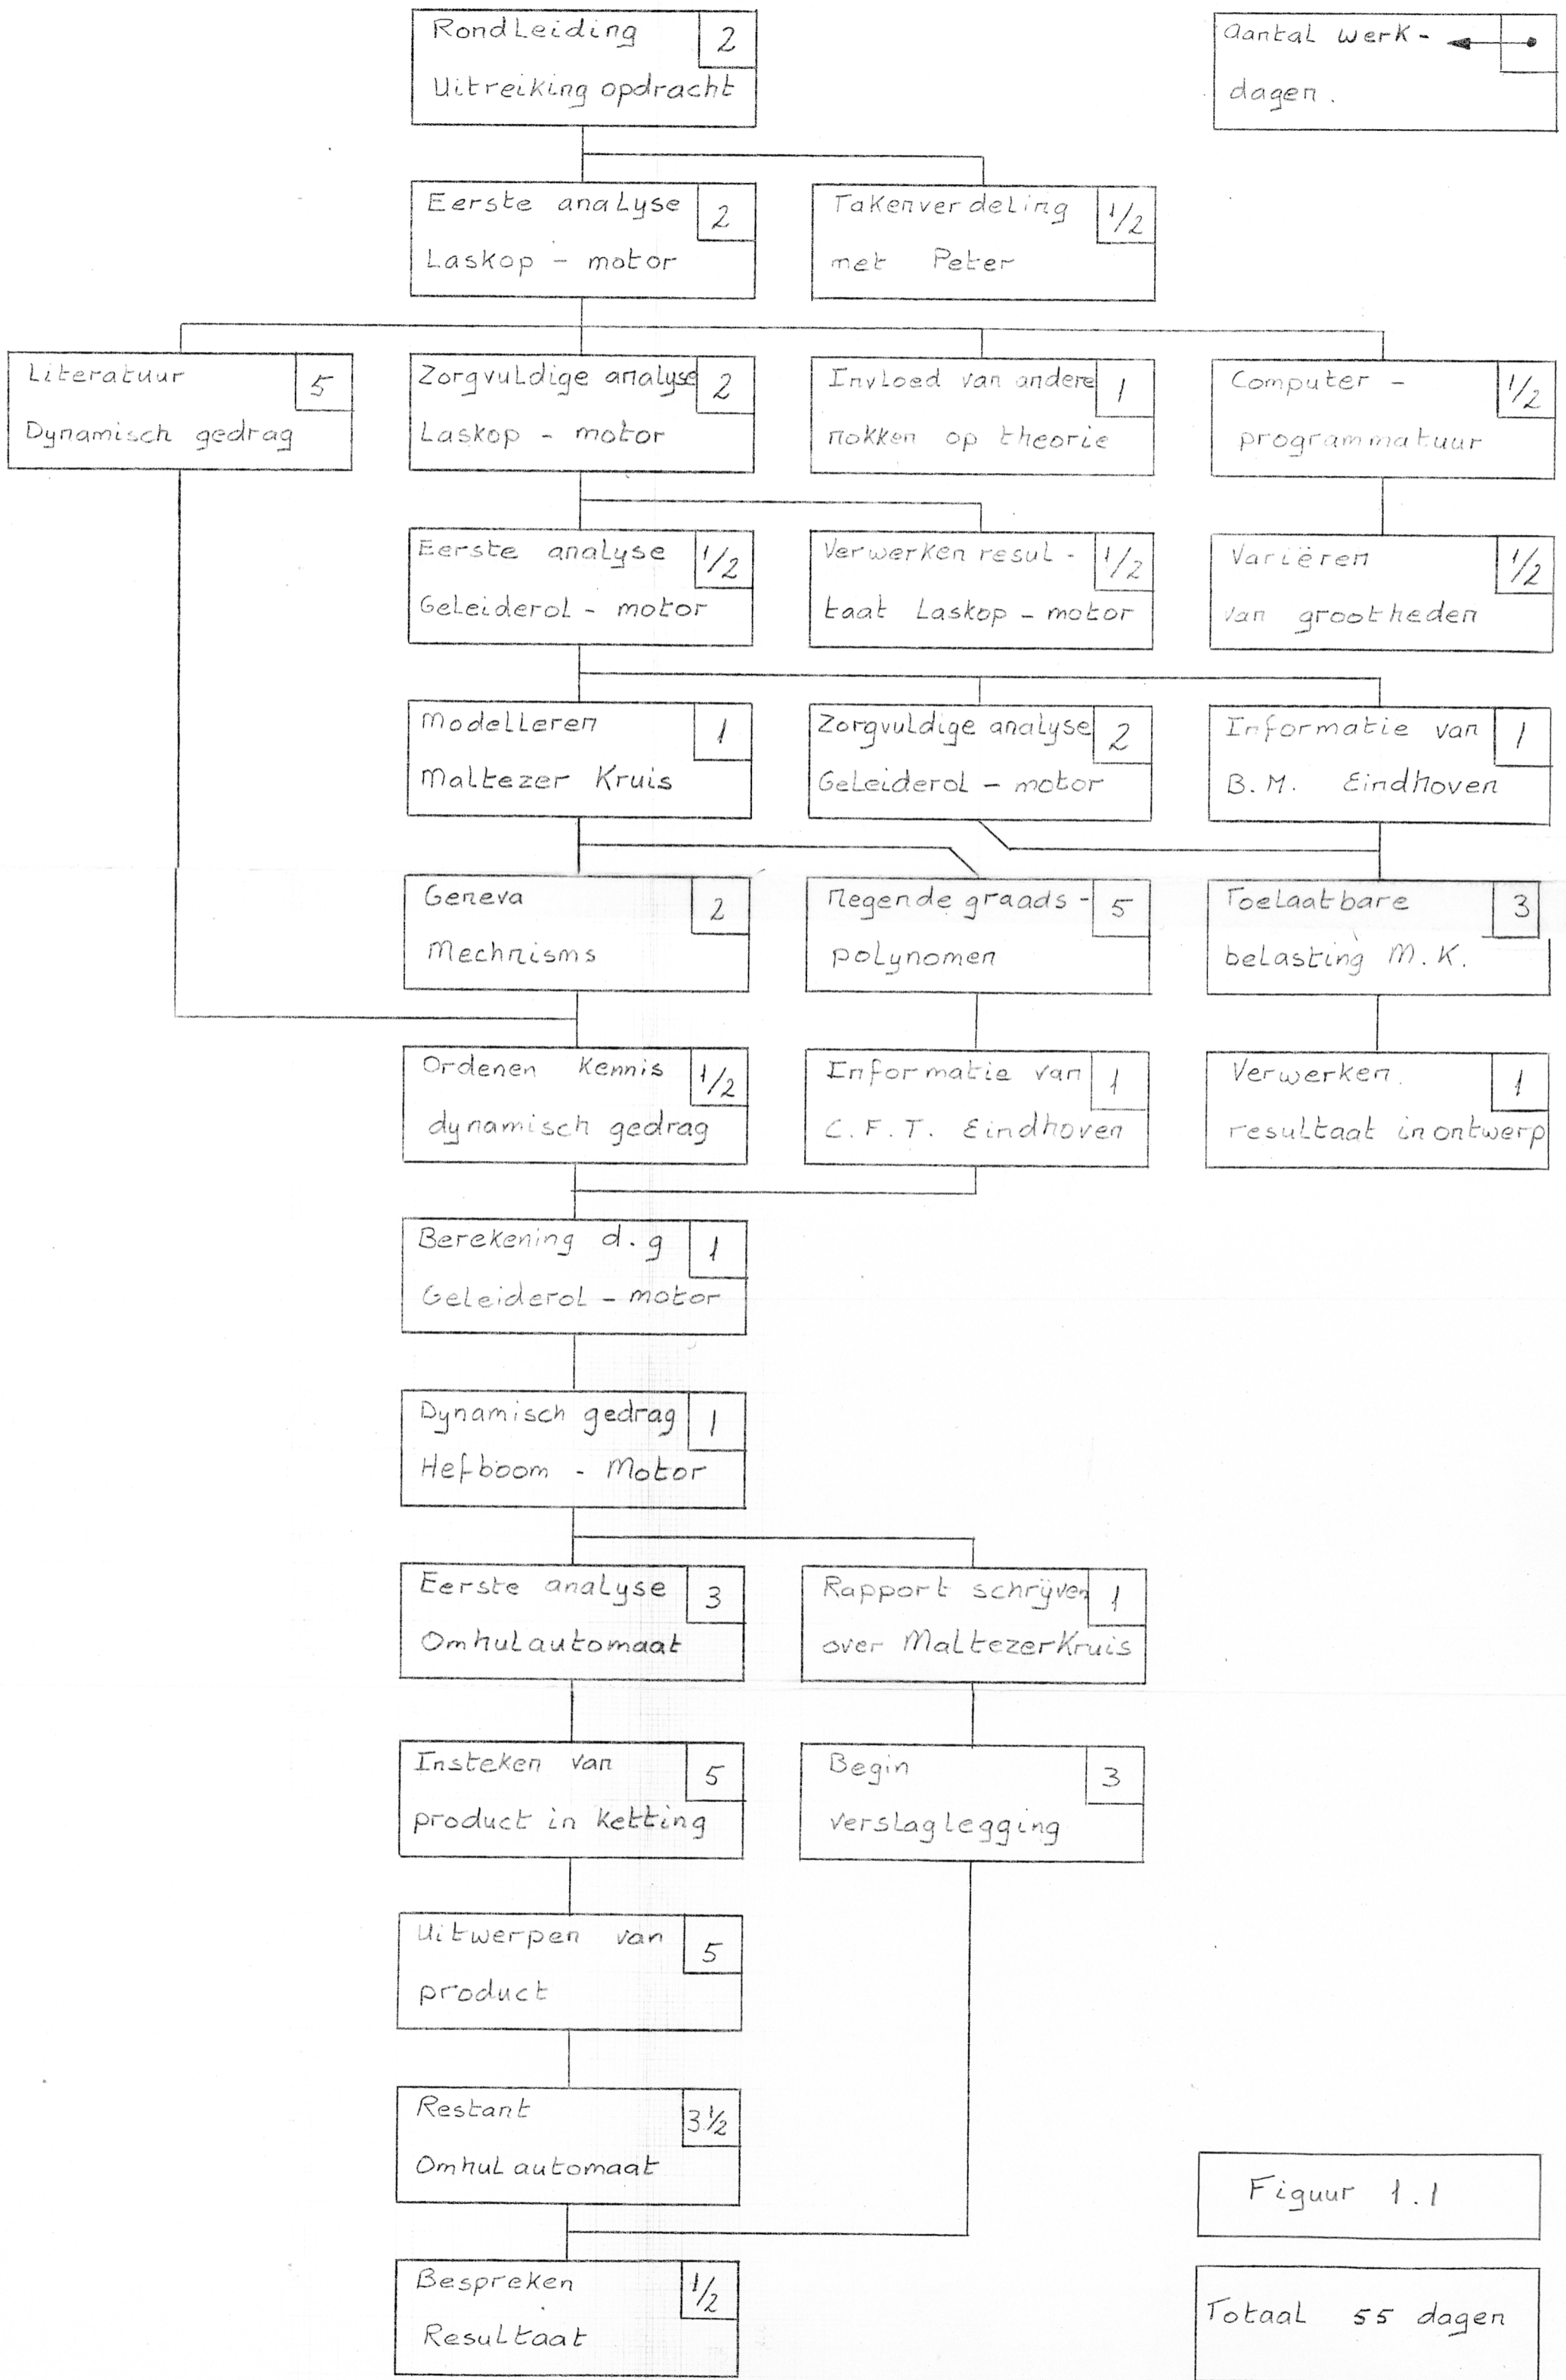 Rondleiding 2
Uitreiking opdracht
Aantal werk-
dagen.
Eerste analyse 2
Laskop - motor
Takenverdeling 1/2
met Peter
Literatuur 5
Dynamisch gedrag
Zorgvuldige analyse 2
Laskop - motor
Invloed van andere 1
nokken op theorie
Computer - 1/2
programmatuur
Eerste analyse 1/2
Geleiderol - motor
Verwerken resul- 1/2
taat Laskop - motor
Variëren 1/2
van grootheden
Modelleren 1
Maltezer Kruis
Zorgvuldige analyse 2
Geleiderol - motor
Informatie van 1
B.M. Eindhoven
Geneva 2
Mechnisms
Negende graads- 5
polynomen
Toelaatbare 3
belasting M.K.
Ordenen Kennis 1/2
dynamisch gedrag
Informatie van 1
C.F.T. Eindhoven
Verwerken 1
resultaat in ontwerp
Berekening d.g 1
Geleiderol - motor
Dynamisch gedrag 1
Hefboom - Motor
Eerste analyse 3
Omhulautomaat
Rapport schrijven 1
over Maltezer Kruis
Insteken van 5
product in Ketting
Begin 3
verslaglegging
Uitwerpen van 5
product
Restant 3 1/2
Omhulautomaat
Figuur 1.1
Bespreken 1/2
Resultaat
Totaal 55 dagen